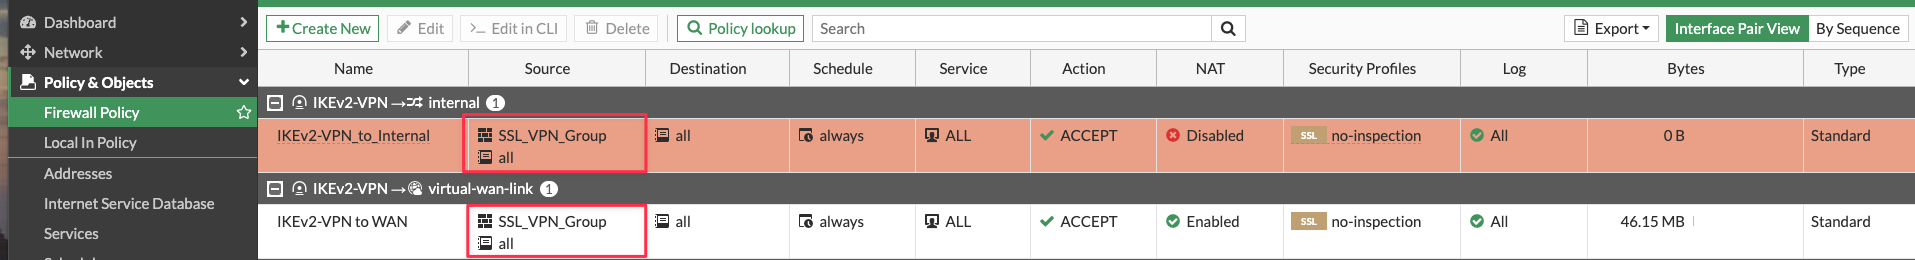 Dashboard
Network
Policy & Objects
Firewall Policy
Local In Policy
Addresses
Internet Service Database
Services
Create New Edit Edit in CLI Delete Policy lookup Search Export Interface Pair View By Sequence
Name Source Destination Schedule Service Action NAT Security Profiles Log Bytes Type
IKEv2-VPN → internal 1
IKEv2-VPN_to_Internal SSL_VPN_Group all always ALL ACCEPT Disabled SSL no-inspection All 0 B Standard
all
IKEv2-VPN → virtual-wan-link 1
IKEv2-VPN to WAN SSL_VPN_Group all always ALL ACCEPT Enabled SSL no-inspection All 46.15 MB Standard
all